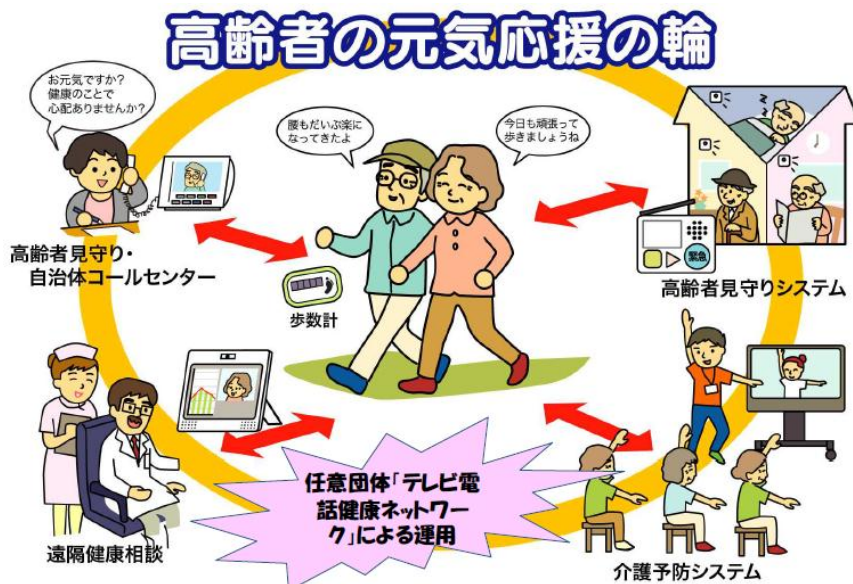 高齢者の元気応援の輪
お元気ですか?
健康のことで
心配ありませんか?
腰もだいぶ楽に
なってきたよ
今日も頑張って
歩きましょうね
高齢者見守り・
自治体コールセンター
歩数計
緊急
高齢者見守りシステム
任意団体「テレビ電
話健康ネットワー
ク」による運用
遠隔健康相談
介護予防システム